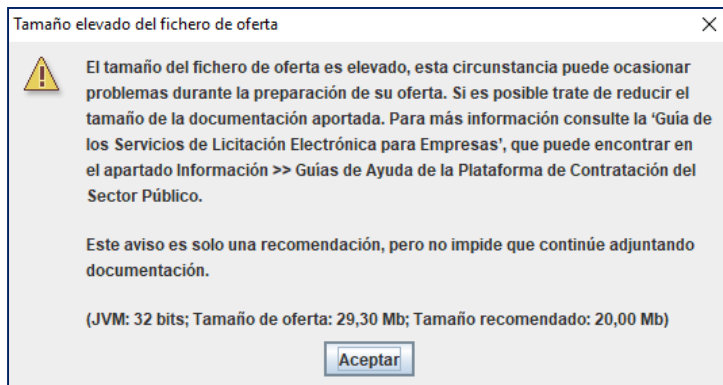 Tamaño elevado del fichero de oferta
El tamaño del fichero de oferta es elevado, esta circunstancia puede ocasionar
problemas durante la preparación de su oferta. Si es posible trate de reducir el
tamaño de la documentación aportada. Para más información consulte la ‘Guía de
los Servicios de Licitación Electrónica para Empresas’, que puede encontrar en
el apartado Información >> Guías de Ayuda de la Plataforma de Contratación del
Sector Público.
Este aviso es solo una recomendación, pero no impide que continúe adjuntando
documentación.
(JVM: 32 bits; Tamaño de oferta: 29,30 Mb; Tamaño recomendado: 20,00 Mb)
Aceptar